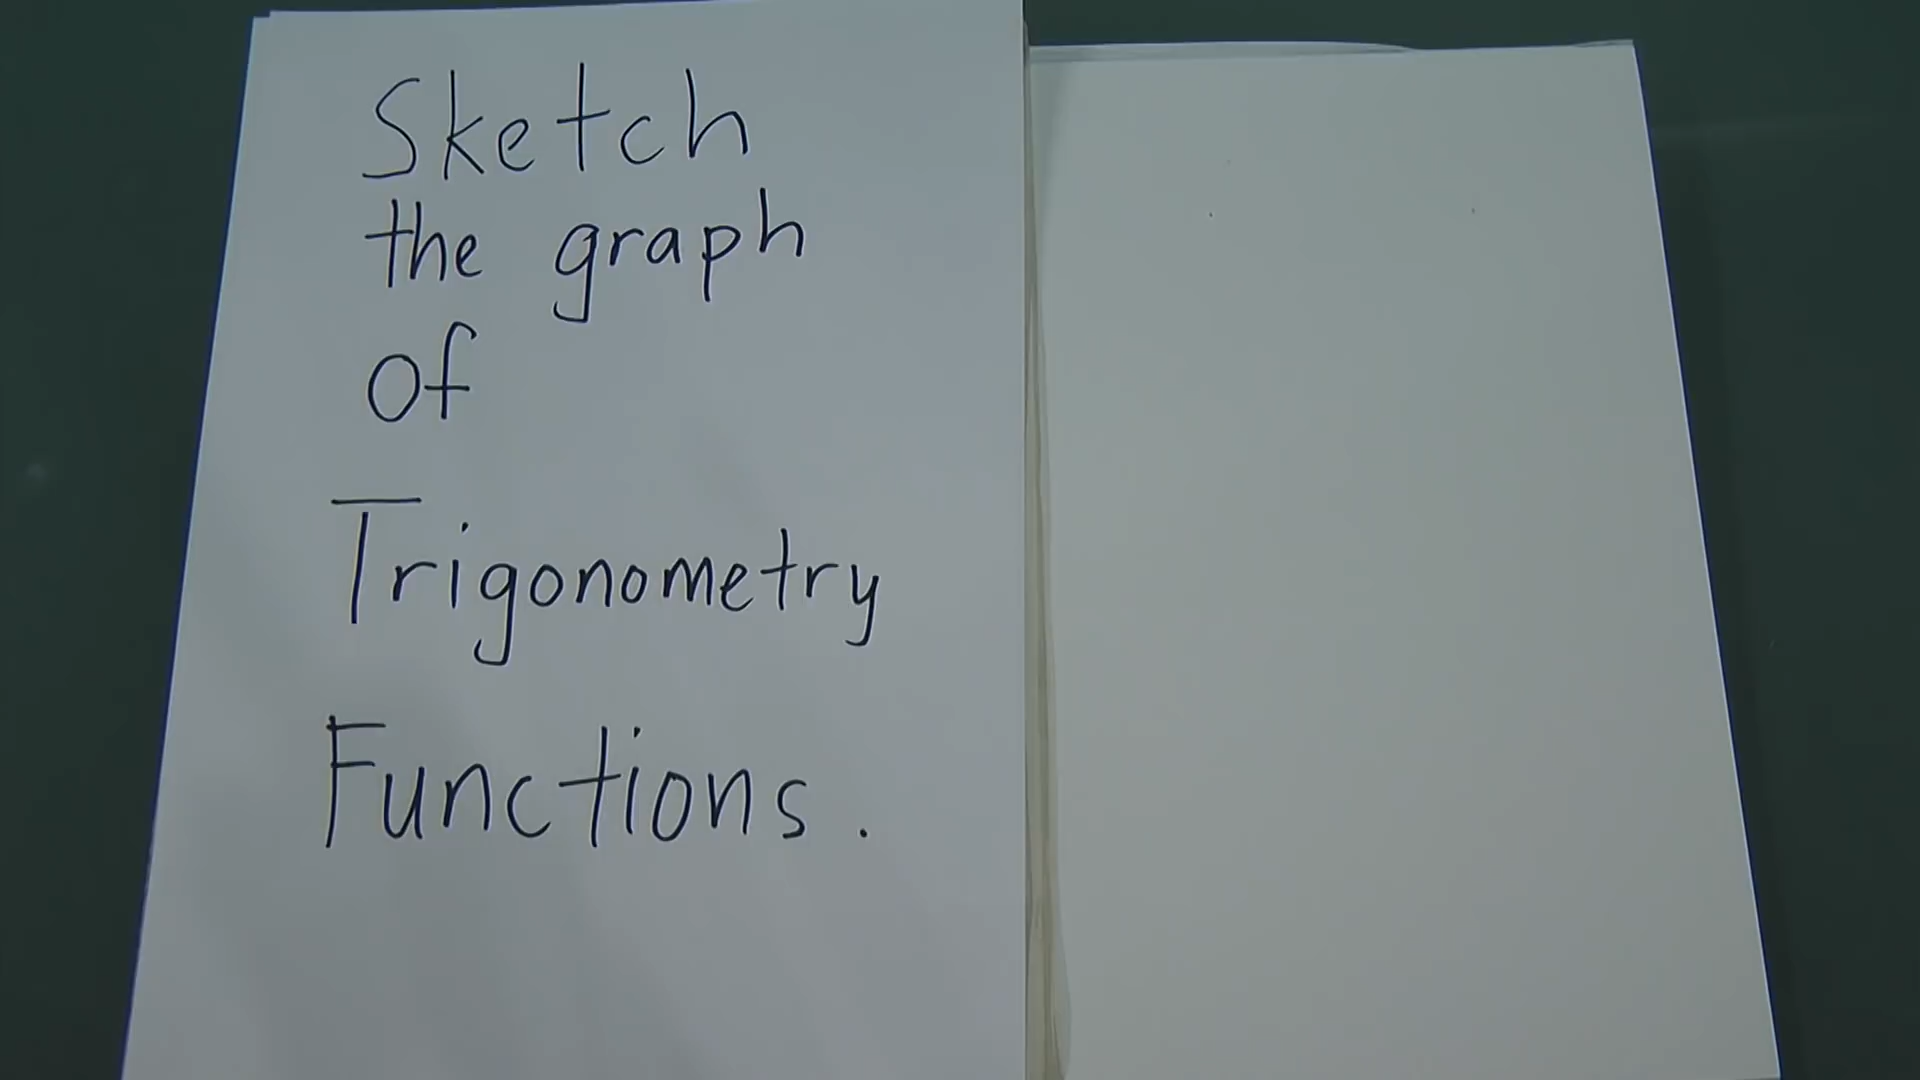 Sketch
the graph
of
Trigonometry
Functions.